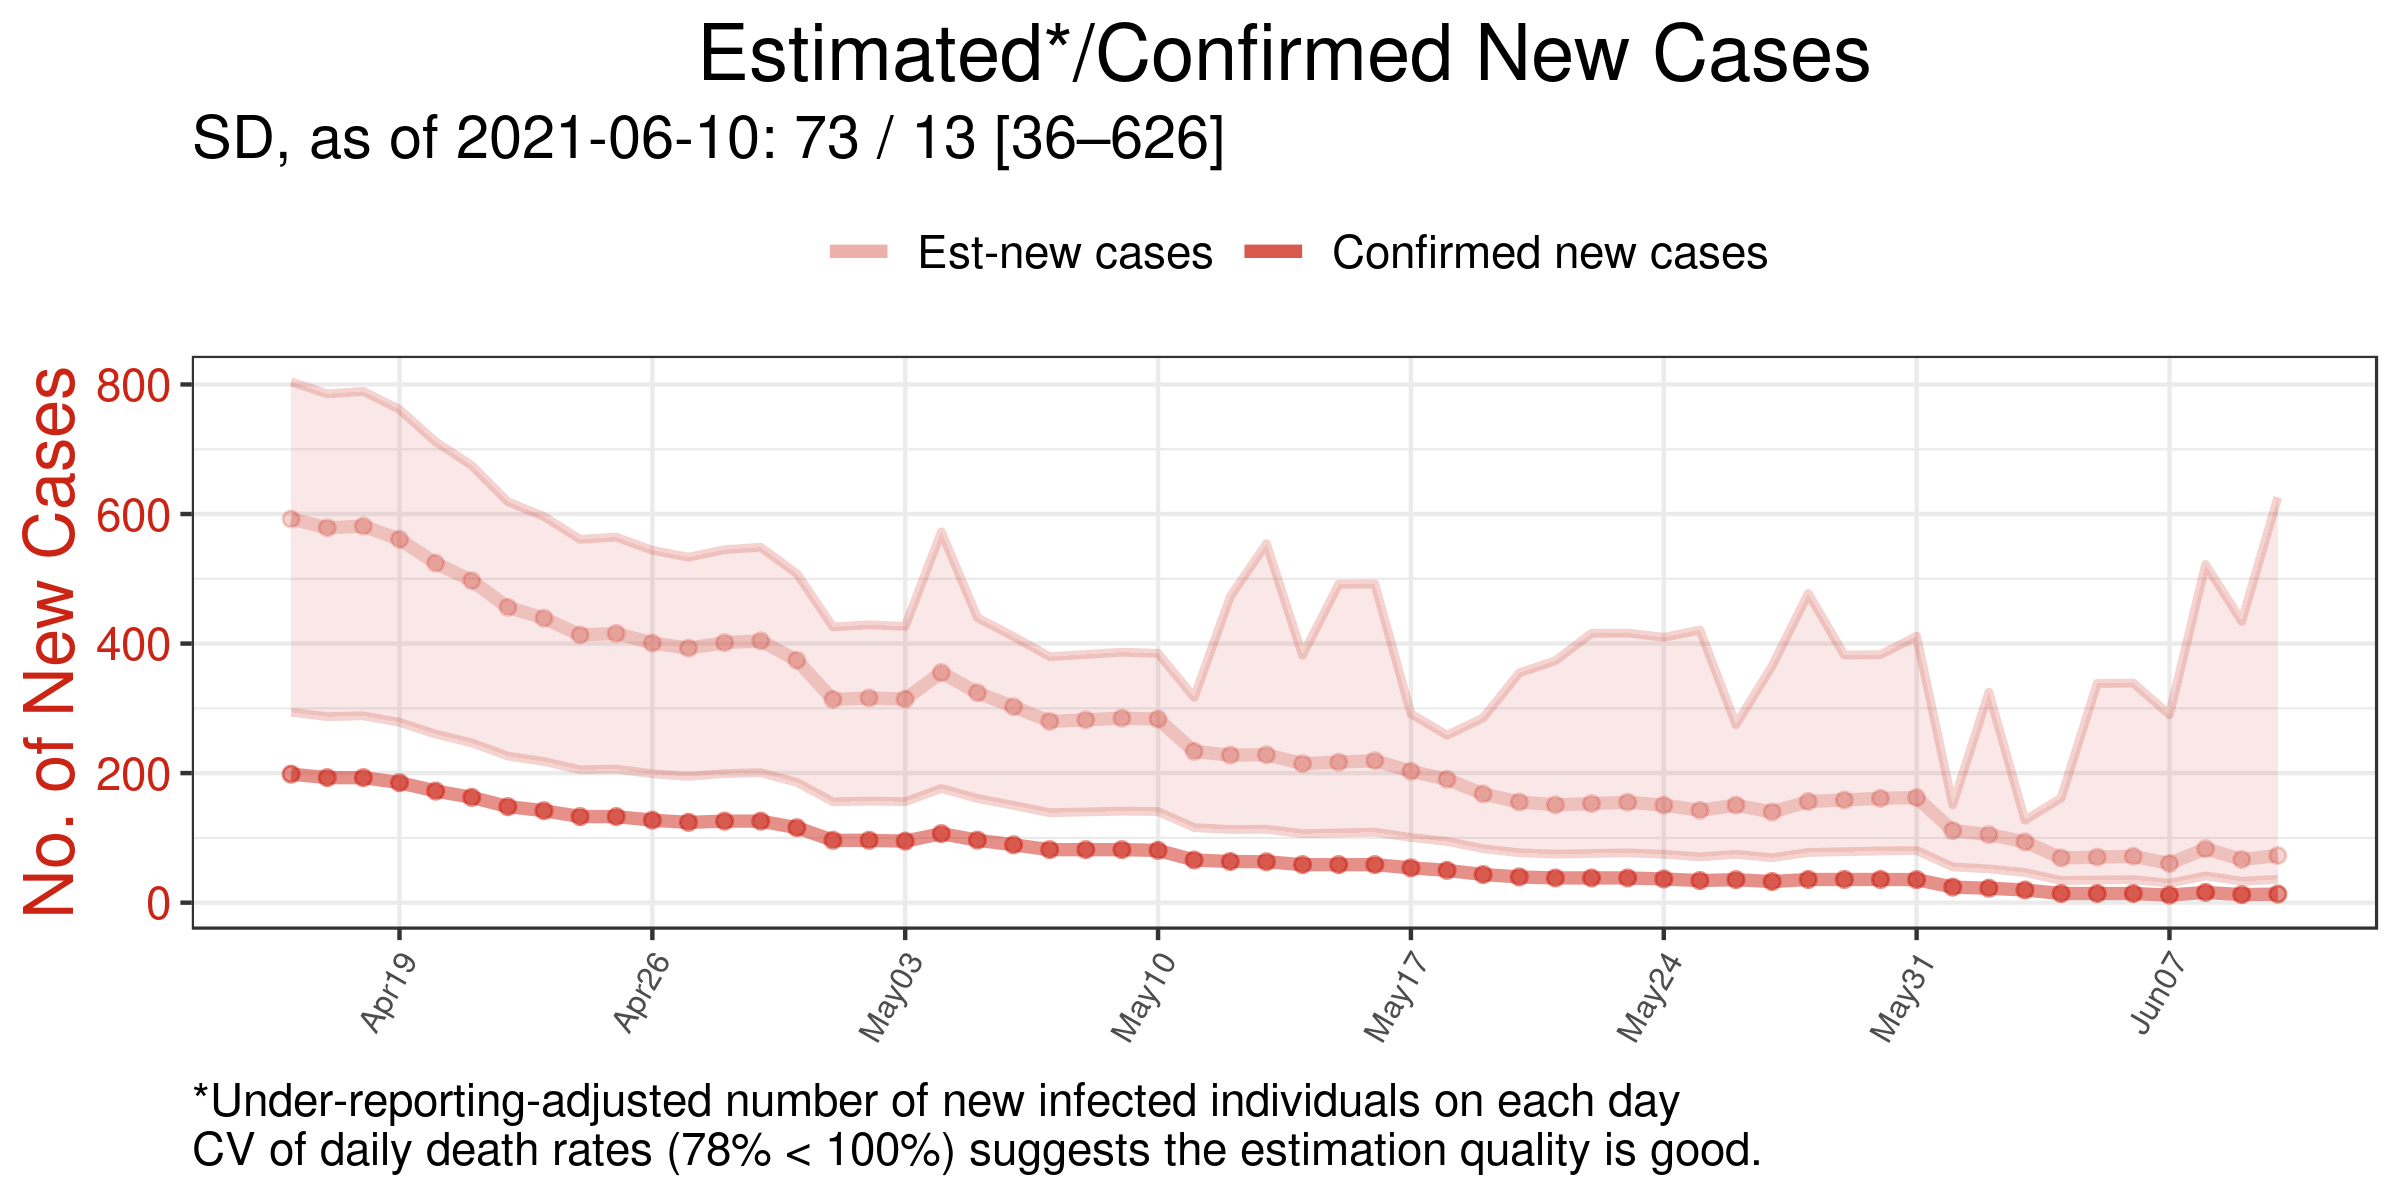 Estimated*/Confirmed New Cases
SD, as of 2021-06-10: 73 / 13 [36–626]
Est-new cases Confirmed new cases
No. of New Cases
800
600
400
200
0
Apr19 Apr26 May03 May10 May17 May24 May31 Jun07
*Under-reporting-adjusted number of new infected individuals on each day
CV of daily death rates (78% < 100%) suggests the estimation quality is good.